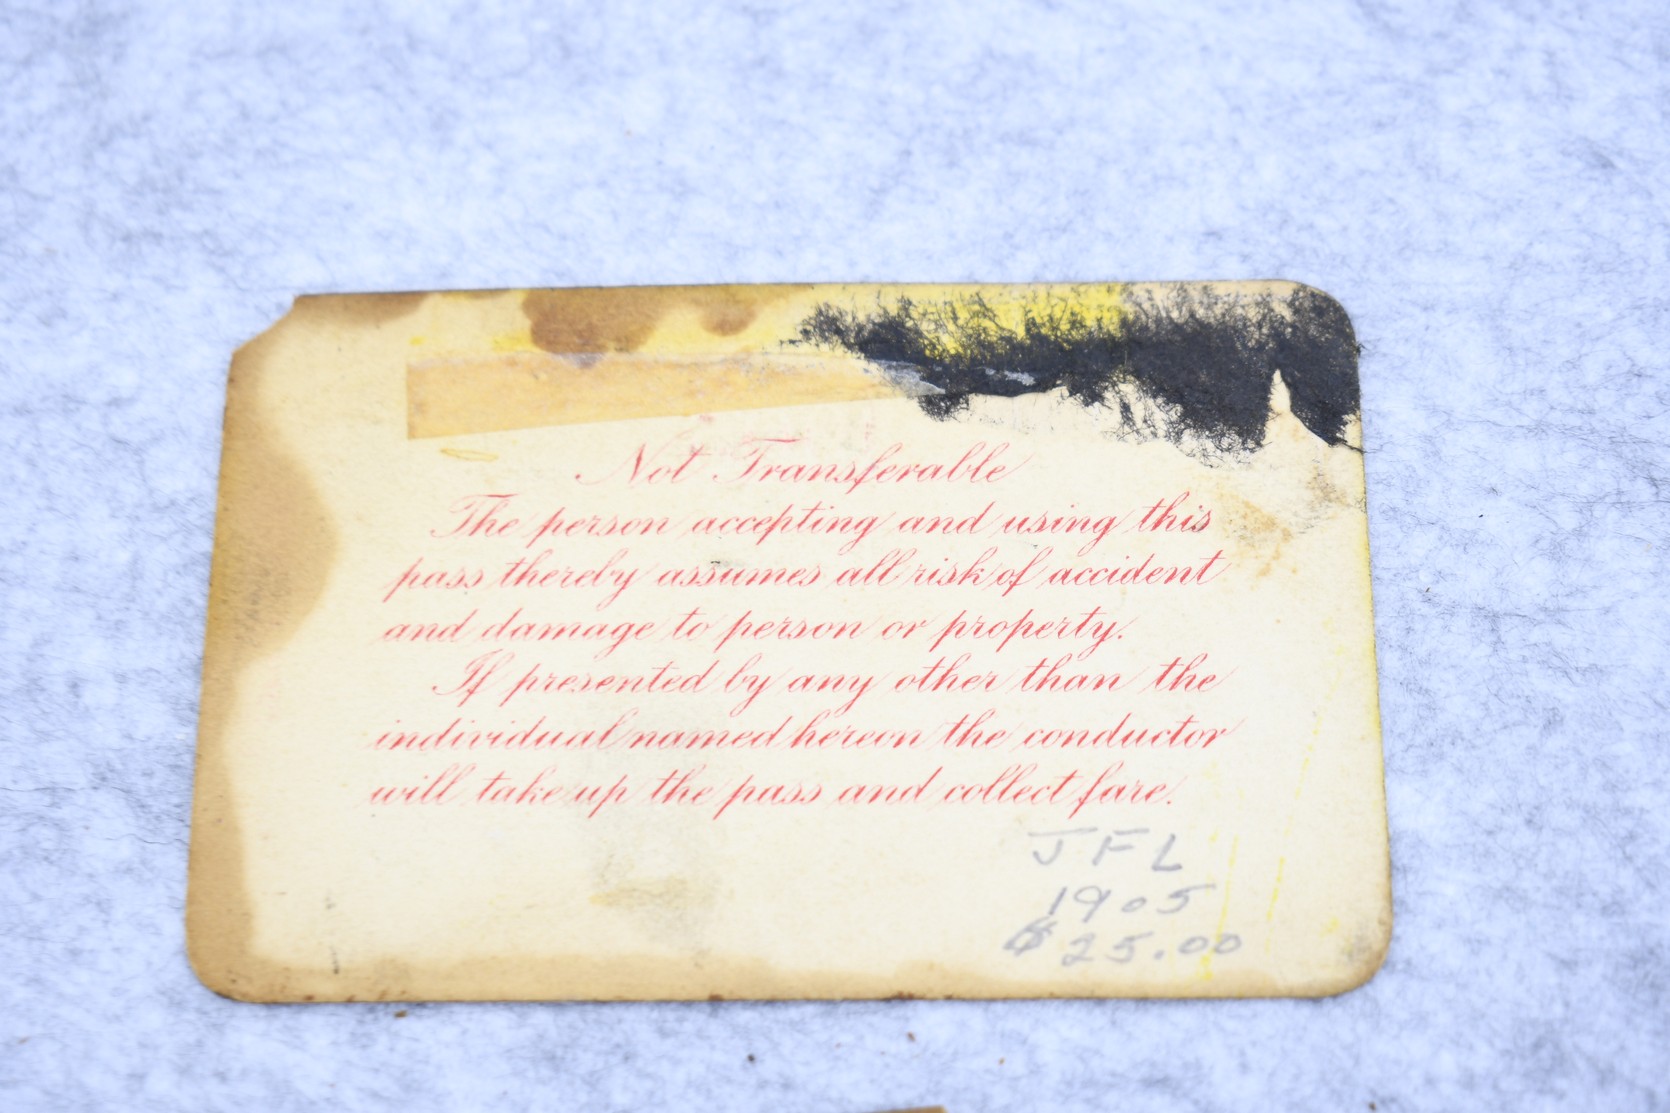 Not Transferable
The person accepting and using this
pass thereby assumes all risk of accident
and damage to person or property.
If presented by any other than the
individual named hereon the conductor
will take up the pass and collect fare.
JFL
1905
$25.00